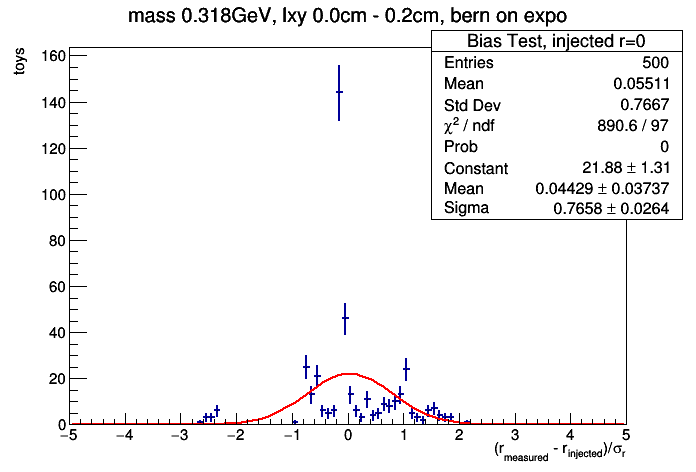 mass 0.318GeV, lxy 0.0cm - 0.2cm, bern on expo
Bias Test, injected r=0
Entries 500
Mean 0.05511
Std Dev 0.7667
χ² / ndf 890.6 / 97
Prob 0
Constant 21.88 ± 1.31
Mean 0.04429 ± 0.03737
Sigma 0.7658 ± 0.0264
toys
160
140
120
100
80
60
40
20
0
−5 −4 −3 −2 −1 0 1 2 3 4 5
(r_measured - r_injected)/σ_r